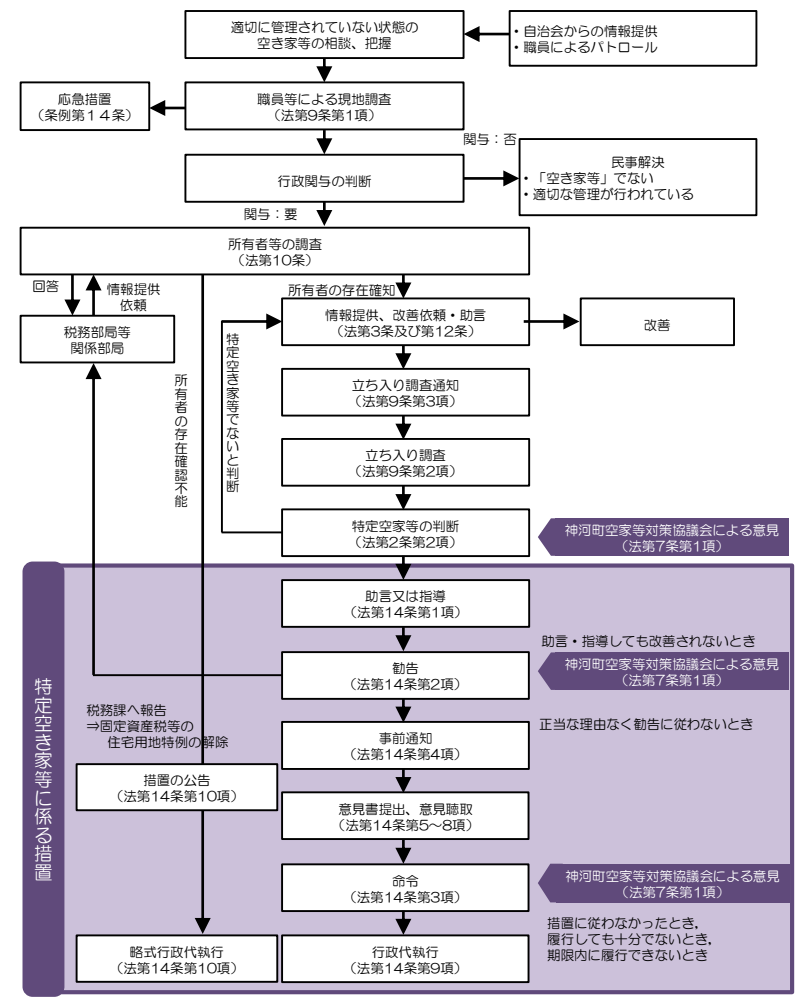 適切に管理されていない状態の
空き家等の相談、把握
・自治会からの情報提供
・職員によるパトロール
応急措置
（条例第１４条）
職員等による現地調査
（法第9条第1項）
関与：否
行政関与の判断
民事解決
・「空き家等」でない
・適切な管理が行われている
関与：要
所有者等の調査
（法第10条）
回答
情報提供
依頼
所有者の存在確知
税務部局等
関係部局
情報提供、改善依頼・助言
（法第3条及び第12条）
改善
所有者の存在確認不能
特定空き家等でないと判断
立ち入り調査通知
（法第9条第3項）
立ち入り調査
（法第9条第2項）
特定空家等の判断
（法第2条第2項）
神河町空家等対策協議会による意見
（法第7条第1項）
特定空き家等に係る措置
助言又は指導
（法第14条第1項）
助言・指導しても改善されないとき
勧告
（法第14条第2項）
神河町空家等対策協議会による意見
（法第7条第1項）
税務課へ報告
⇒固定資産税等の
住宅用地特例の解除
正当な理由なく勧告に従わないとき
事前通知
（法第14条第4項）
措置の公告
（法第14条第10項）
意見書提出、意見聴取
（法第14条第5～8項）
命令
（法第14条第3項）
神河町空家等対策協議会による意見
（法第7条第1項）
措置に従わなかったとき，
履行しても十分でないとき，
期限内に履行できないとき
略式行政代執行
（法第14条第10項）
行政代執行
（法第14条第9項）